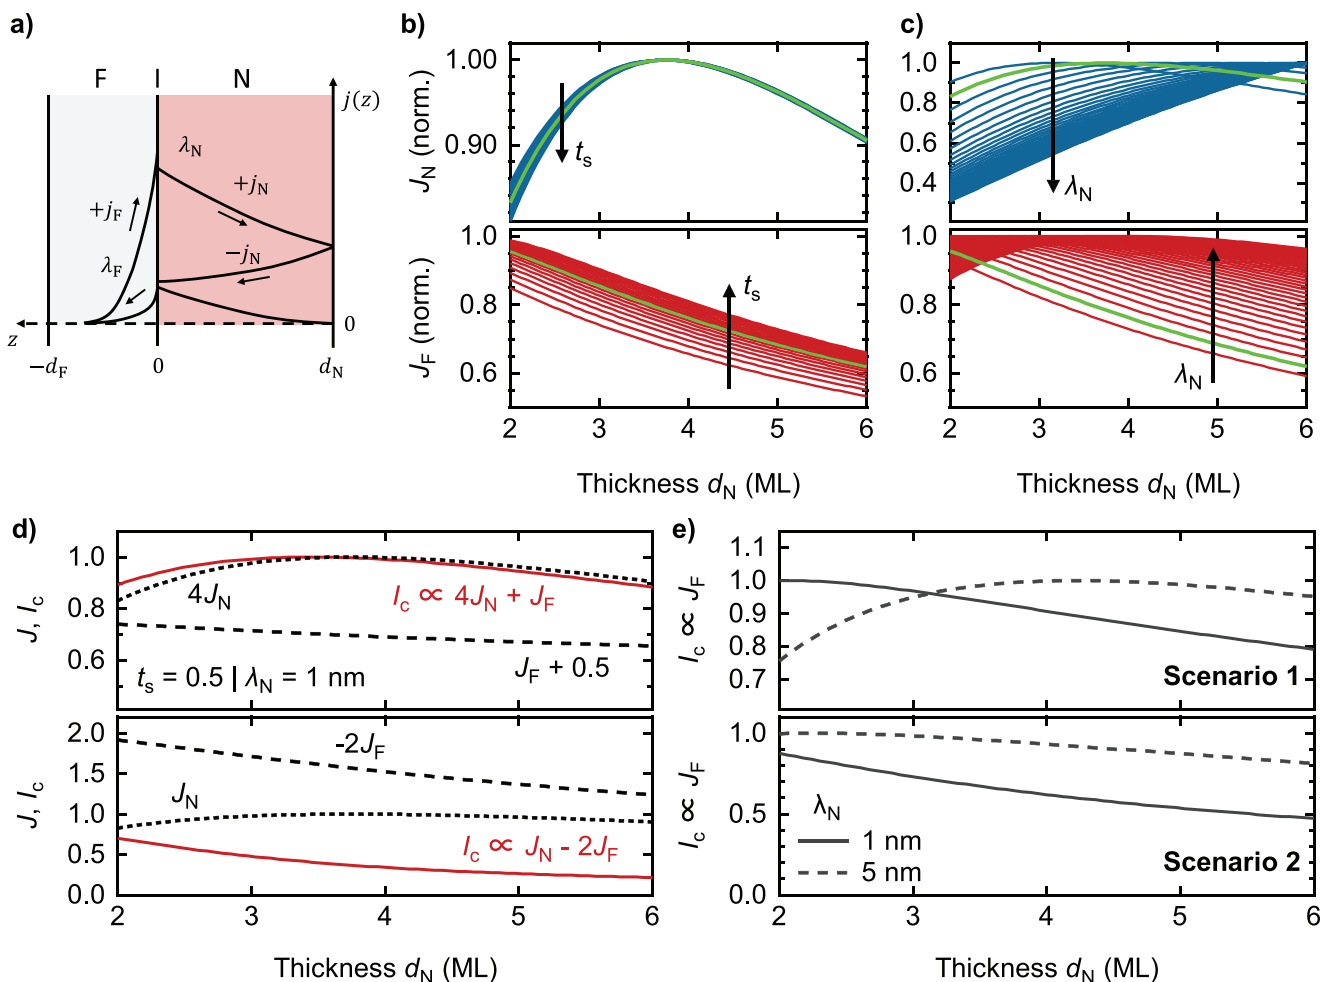 a)
F I N
j(z)
λN
+jN
+jF
−jN
λF
z
0
−dF
0
dN
b)
JN (norm.)
1.00
0.90
ts
JF (norm.)
1.0
0.8
0.6
ts
2 3 4 5 6
Thickness dN (ML)
c)
1.0
0.8
0.6
0.4
λN
1.0
0.8
0.6
λN
2 3 4 5 6
Thickness dN (ML)
d)
J, Ic
1.0
0.8
0.6
4JN
Ic ∝ 4JN + JF
JF + 0.5
ts = 0.5 | λN = 1 nm
J, Ic
2.0
1.5
1.0
0.5
0.0
-2JF
JN
Ic ∝ JN - 2JF
2 3 4 5 6
Thickness dN (ML)
e)
Ic ∝ JF
1.1
1.0
0.9
0.8
0.7
Scenario 1
Ic ∝ JF
1.0
0.5
0.0
λN
1 nm
5 nm
Scenario 2
2 3 4 5 6
Thickness dN (ML)